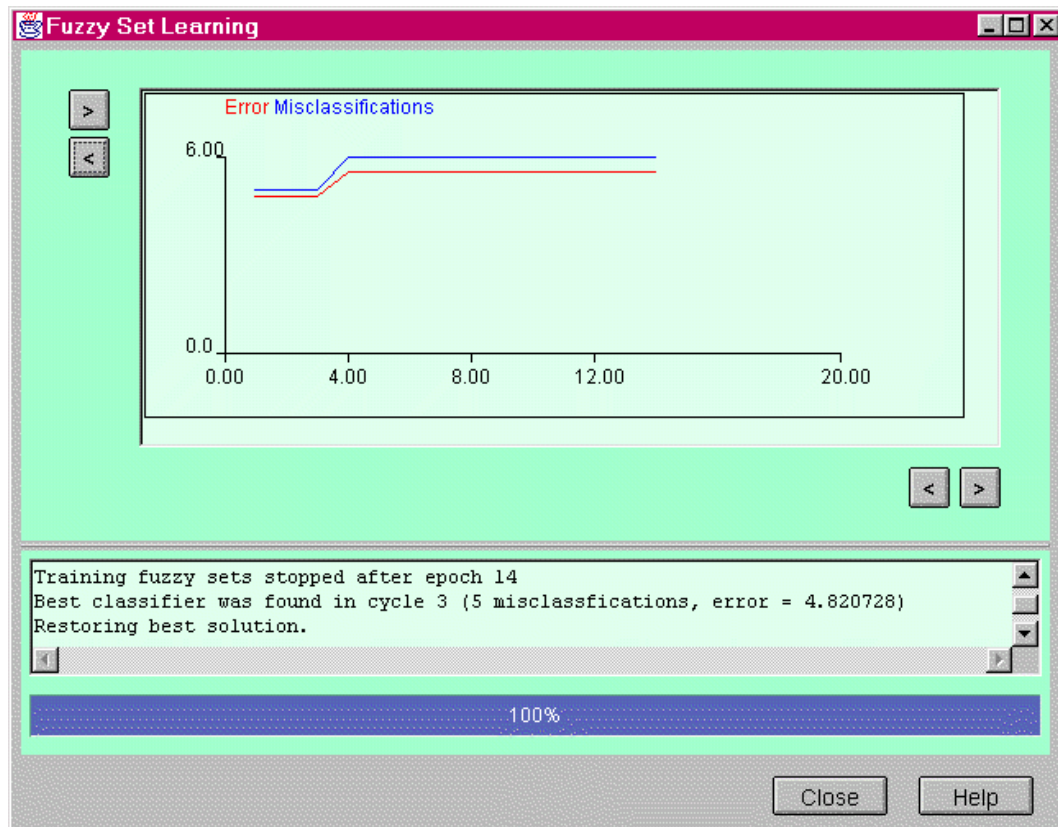 Fuzzy Set Learning
>
<
Error Misclassifications
6.00
0.0
0.00 4.00 8.00 12.00 20.00
< >
Training fuzzy sets stopped after epoch 14
Best classifier was found in cycle 3 (5 misclassfications, error = 4.820728)
Restoring best solution.
100%
Close Help